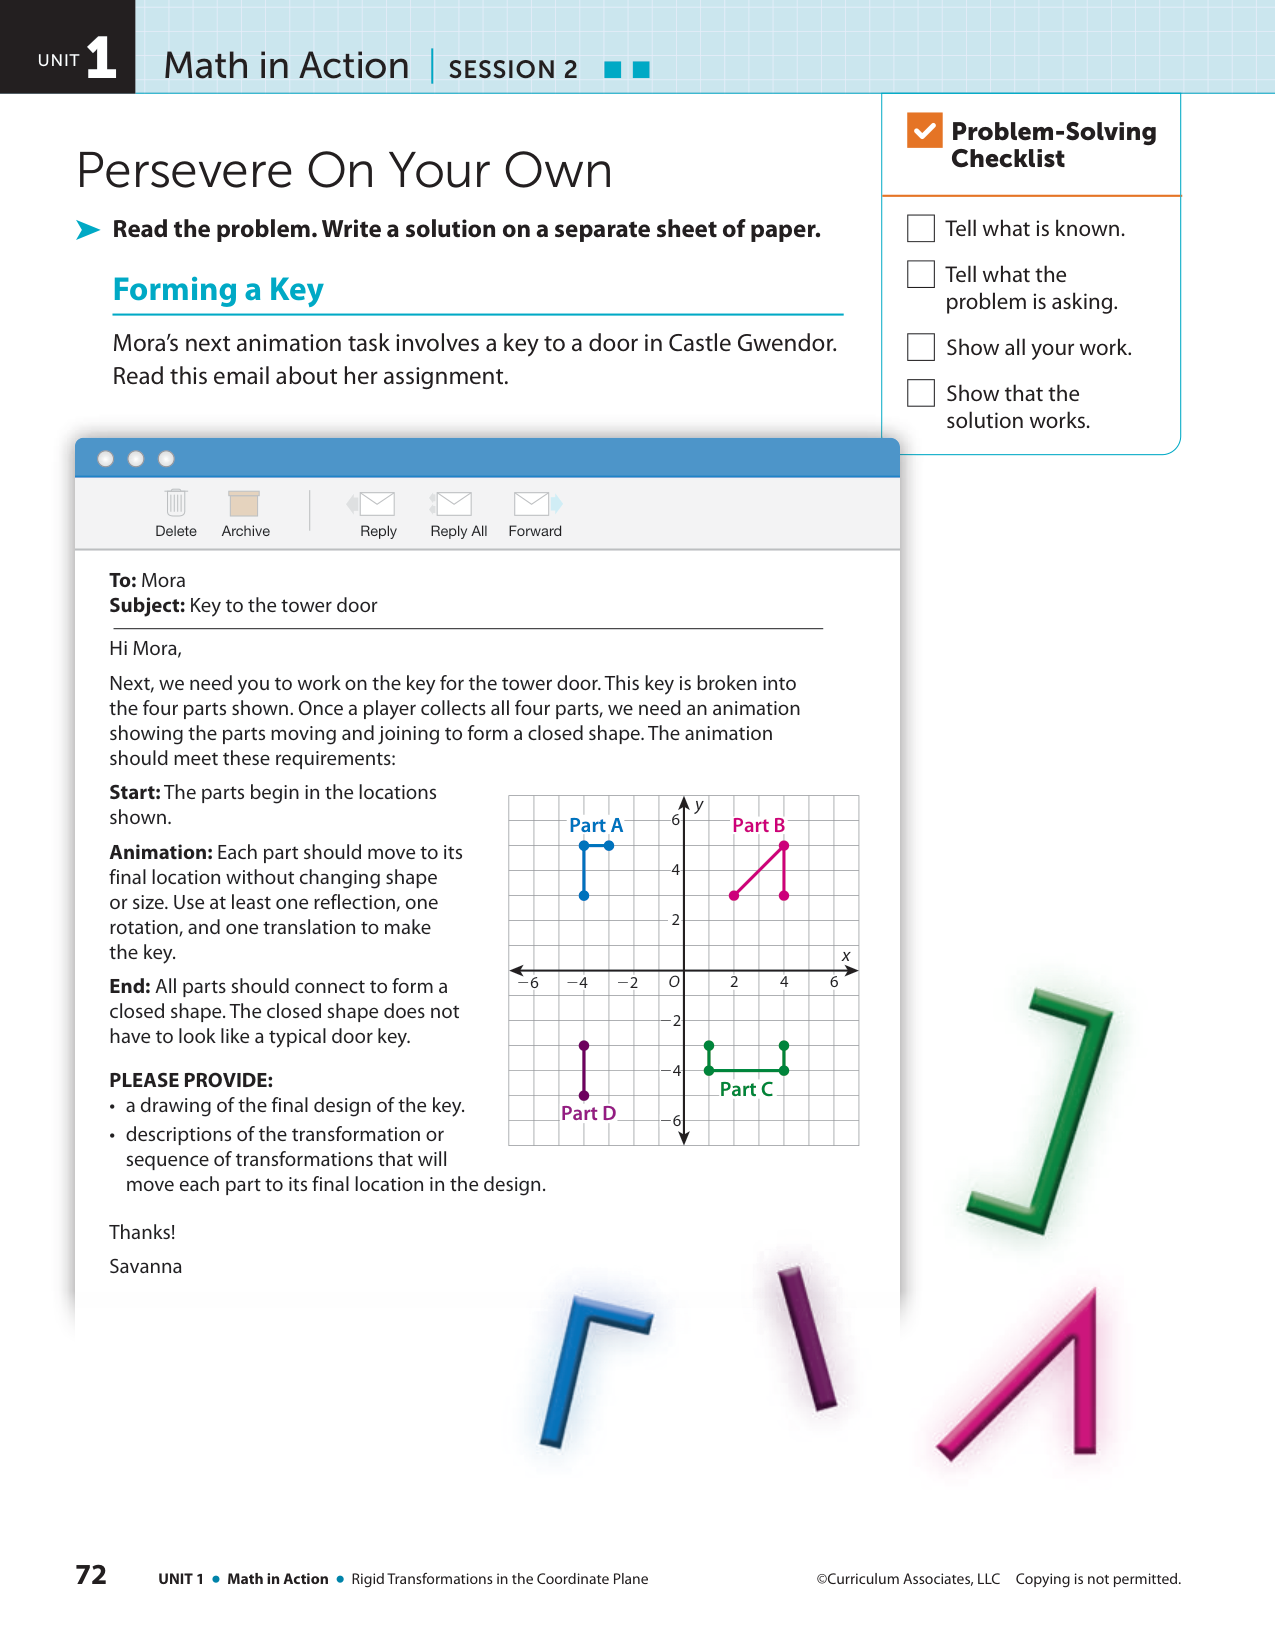 UNIT 1 Math in Action | SESSION 2
Persevere On Your Own
Read the problem. Write a solution on a separate sheet of paper.
Forming a Key
Mora’s next animation task involves a key to a door in Castle Gwendor.
Read this email about her assignment.
Problem-Solving
Checklist
Tell what is known.
Tell what the
problem is asking.
Show all your work.
Show that the
solution works.
Delete Archive Reply Reply All Forward
To: Mora
Subject: Key to the tower door
Hi Mora,
Next, we need you to work on the key for the tower door. This key is broken into
the four parts shown. Once a player collects all four parts, we need an animation
showing the parts moving and joining to form a closed shape. The animation
should meet these requirements:
Start: The parts begin in the locations
shown.
Animation: Each part should move to its
final location without changing shape
or size. Use at least one reflection, one
rotation, and one translation to make
the key.
End: All parts should connect to form a
closed shape. The closed shape does not
have to look like a typical door key.
PLEASE PROVIDE:
• a drawing of the final design of the key.
• descriptions of the transformation or
sequence of transformations that will
move each part to its final location in the design.
y
6
Part A
Part B
4
2
x
−6 −4 −2 O 2 4 6
−2
−4
Part C
Part D
−6
Thanks!
Savanna
72 UNIT 1 • Math in Action • Rigid Transformations in the Coordinate Plane
©Curriculum Associates, LLC Copying is not permitted.